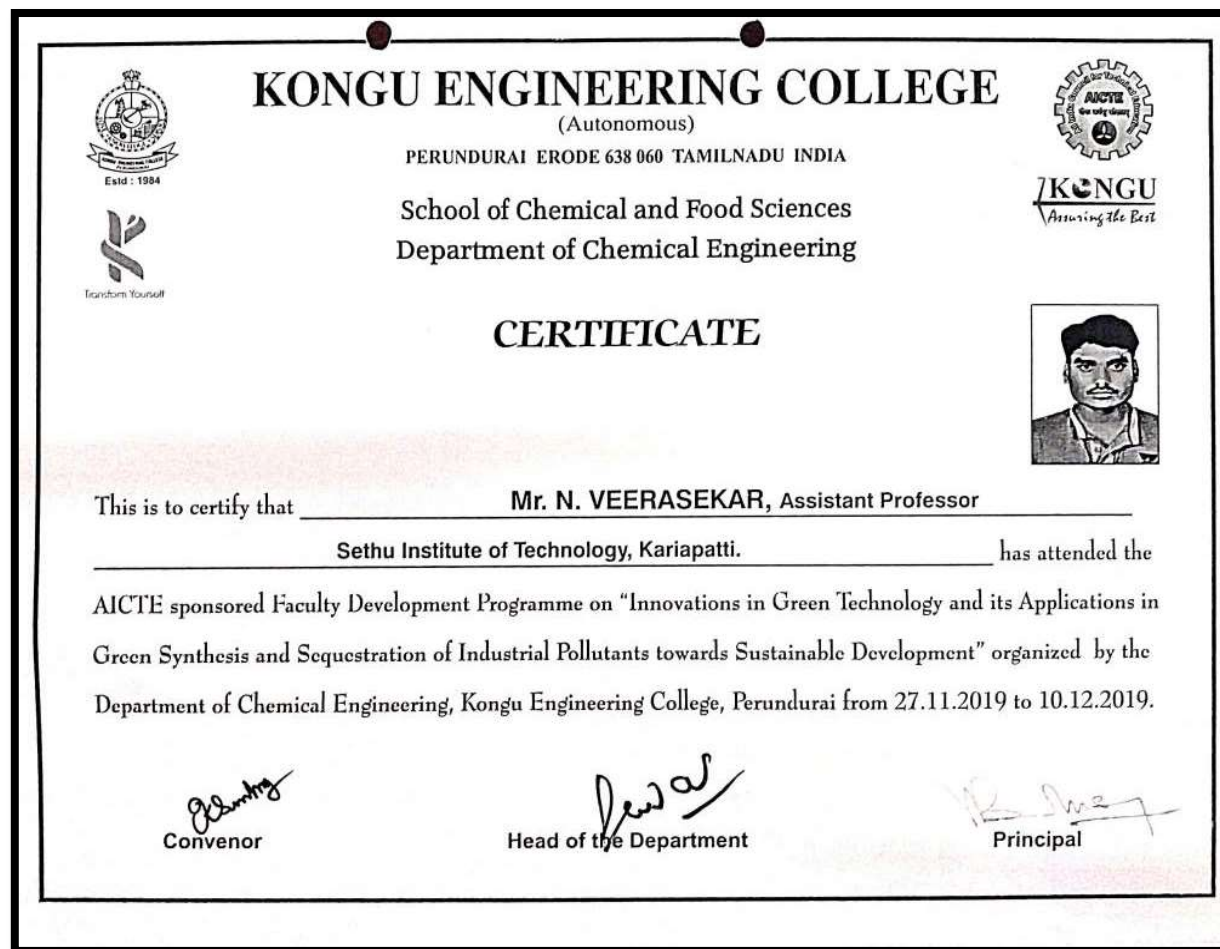 KONGU ENGINEERING COLLEGE
(Autonomous)
PERUNDURAI ERODE 638 060 TAMILNADU INDIA
Estd : 1984
Transform Yourself
AICTE
KONGU
Assuring the Best
School of Chemical and Food Sciences
Department of Chemical Engineering
CERTIFICATE
This is to certify that Mr. N. VEERASEKAR, Assistant Professor
Sethu Institute of Technology, Kariapatti. has attended the
AICTE sponsored Faculty Development Programme on “Innovations in Green Technology and its Applications in
Green Synthesis and Sequestration of Industrial Pollutants towards Sustainable Development” organized by the
Department of Chemical Engineering, Kongu Engineering College, Perundurai from 27.11.2019 to 10.12.2019.
Convenor
Head of the Department
Principal